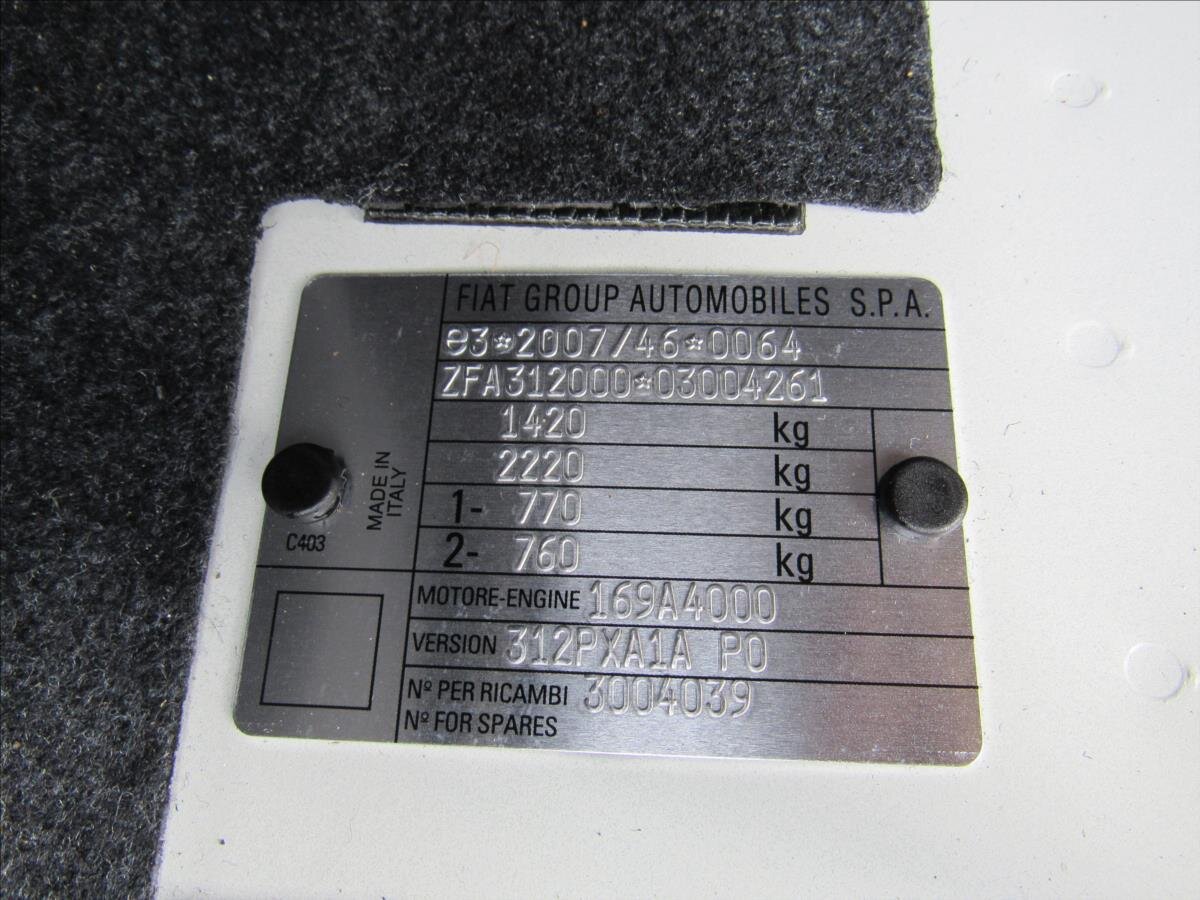 FIAT GROUP AUTOMOBILES S.P.A.
e3*2007/46*0064
ZFA312000*03004261
1420 kg
2220 kg
1- 770 kg
2- 760 kg
MADE IN
ITALY
C403
MOTORE-ENGINE 169A4000
VERSION 312PXA1A P0
Nº PER RICAMBI 3004039
Nº FOR SPARES